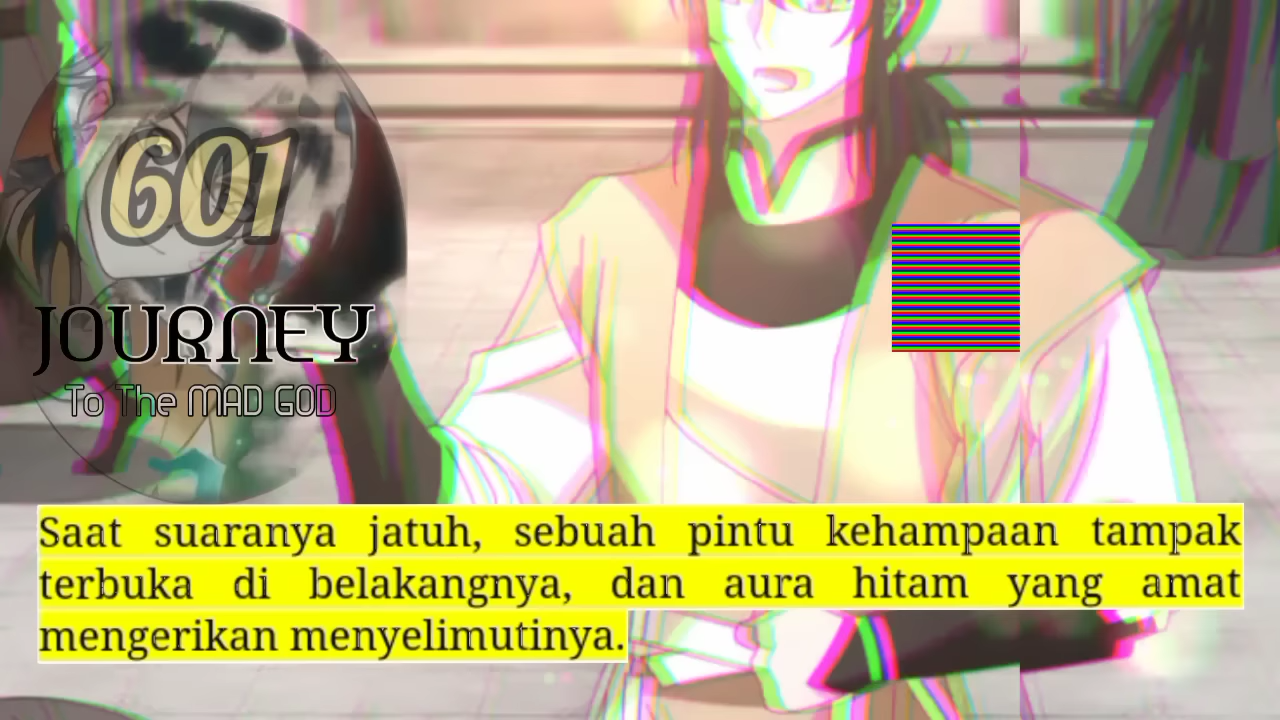 601
JOURNEY
To The MAD GOD
Saat suaranya jatuh, sebuah pintu kehampaan tampak
terbuka di belakangnya, dan aura hitam yang amat
mengerikan menyelimutinya.